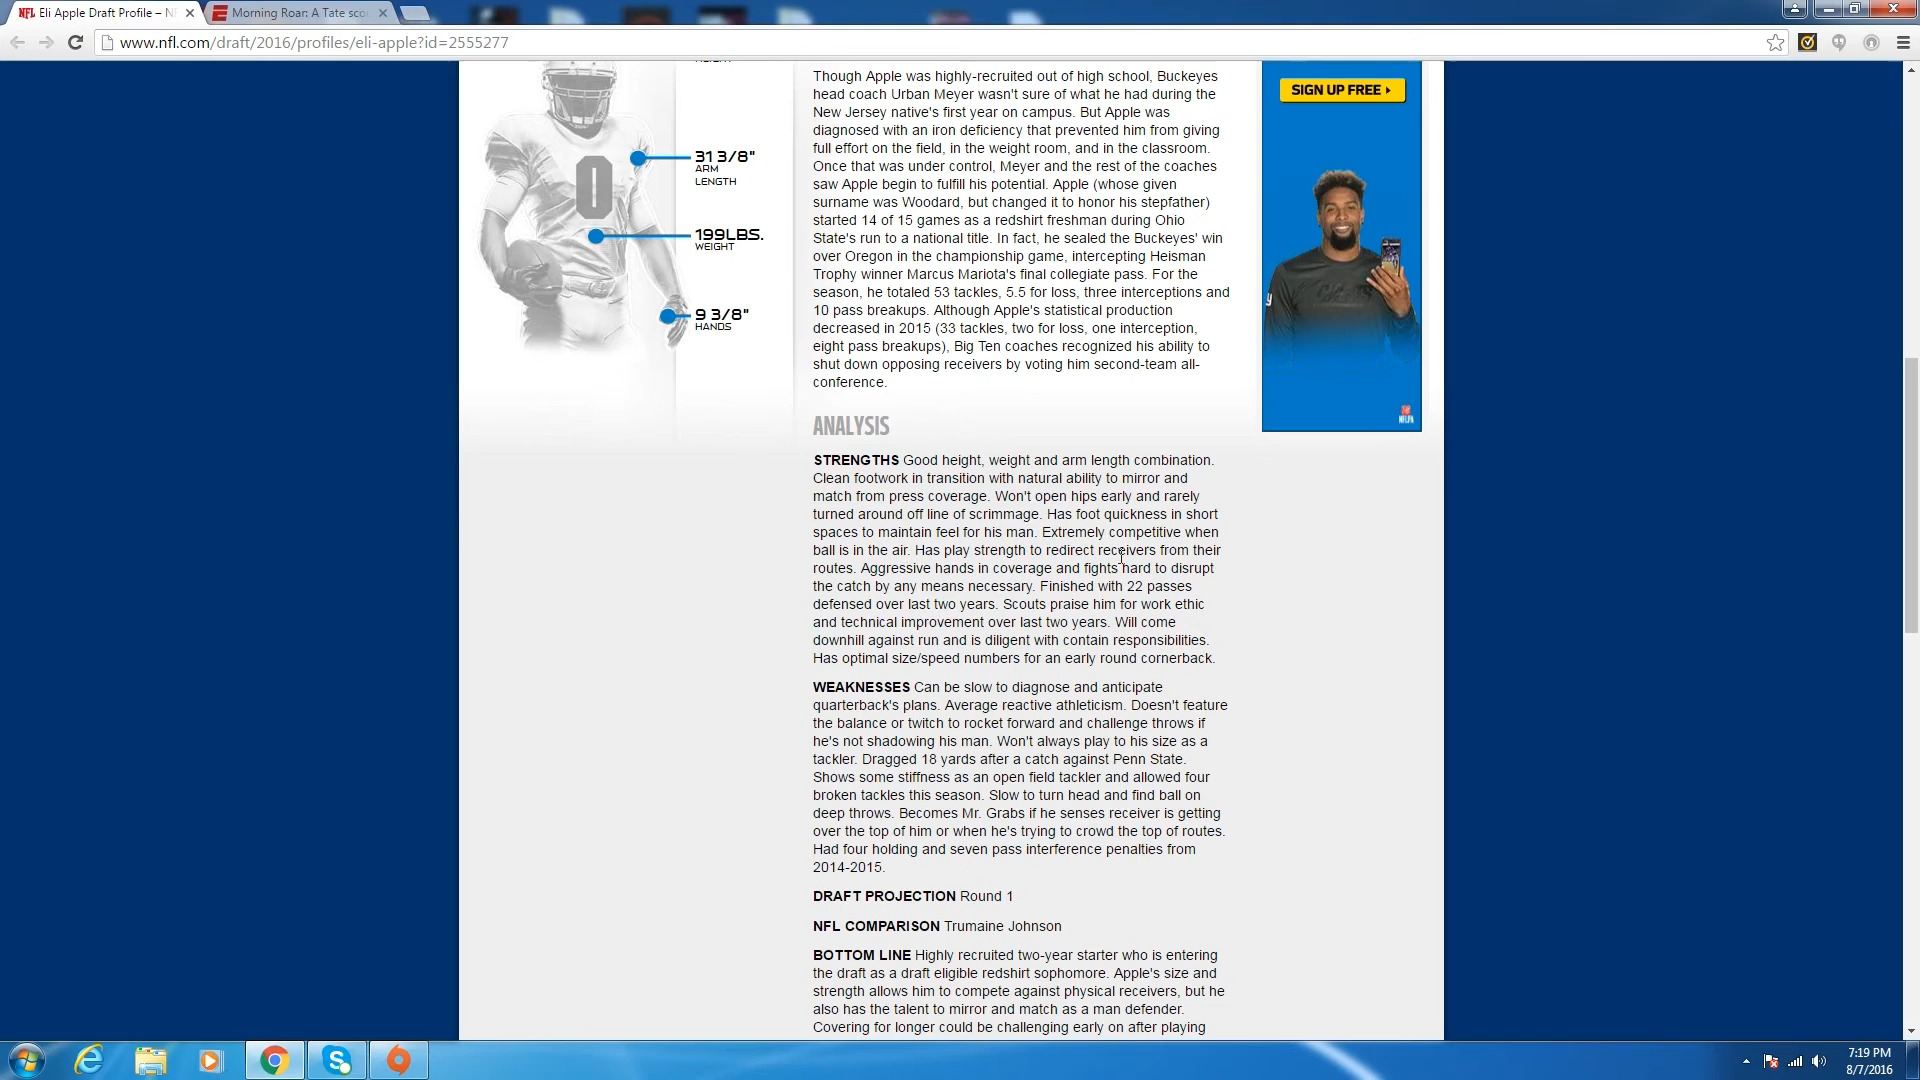 NFL Eli Apple Draft Profile – N
Morning Roar: A Tate sco
www.nfl.com/draft/2016/profiles/eli-apple?id=2555277
0
31 3/8"
ARM
LENGTH
199LBS.
WEIGHT
9 3/8"
HANDS
Though Apple was highly-recruited out of high school, Buckeyes
head coach Urban Meyer wasn't sure of what he had during the
New Jersey native's first year on campus. But Apple was
diagnosed with an iron deficiency that prevented him from giving
full effort on the field, in the weight room, and in the classroom.
Once that was under control, Meyer and the rest of the coaches
saw Apple begin to fulfill his potential. Apple (whose given
surname was Woodard, but changed it to honor his stepfather)
started 14 of 15 games as a redshirt freshman during Ohio
State's run to a national title. In fact, he sealed the Buckeyes' win
over Oregon in the championship game, intercepting Heisman
Trophy winner Marcus Mariota's final collegiate pass. For the
season, he totaled 53 tackles, 5.5 for loss, three interceptions and
10 pass breakups. Although Apple's statistical production
decreased in 2015 (33 tackles, two for loss, one interception,
eight pass breakups), Big Ten coaches recognized his ability to
shut down opposing receivers by voting him second-team all-
conference.
ANALYSIS
STRENGTHS Good height, weight and arm length combination.
Clean footwork in transition with natural ability to mirror and
match from press coverage. Won't open hips early and rarely
turned around off line of scrimmage. Has foot quickness in short
spaces to maintain feel for his man. Extremely competitive when
ball is in the air. Has play strength to redirect receivers from their
routes. Aggressive hands in coverage and fights hard to disrupt
the catch by any means necessary. Finished with 22 passes
defensed over last two years. Scouts praise him for work ethic
and technical improvement over last two years. Will come
downhill against run and is diligent with contain responsibilities.
Has optimal size/speed numbers for an early round cornerback.
WEAKNESSES Can be slow to diagnose and anticipate
quarterback's plans. Average reactive athleticism. Doesn't feature
the balance or twitch to rocket forward and challenge throws if
he's not shadowing his man. Won't always play to his size as a
tackler. Dragged 18 yards after a catch against Penn State.
Shows some stiffness as an open field tackler and allowed four
broken tackles this season. Slow to turn head and find ball on
deep throws. Becomes Mr. Grabs if he senses receiver is getting
over the top of him or when he's trying to crowd the top of routes.
Had four holding and seven pass interference penalties from
2014-2015.
DRAFT PROJECTION Round 1
NFL COMPARISON Trumaine Johnson
BOTTOM LINE Highly recruited two-year starter who is entering
the draft as a draft eligible redshirt sophomore. Apple's size and
strength allows him to compete against physical receivers, but he
also has the talent to mirror and match as a man defender.
Covering for longer could be challenging early on after playing
SIGN UP FREE
NFLPA
7:19 PM
8/7/2016